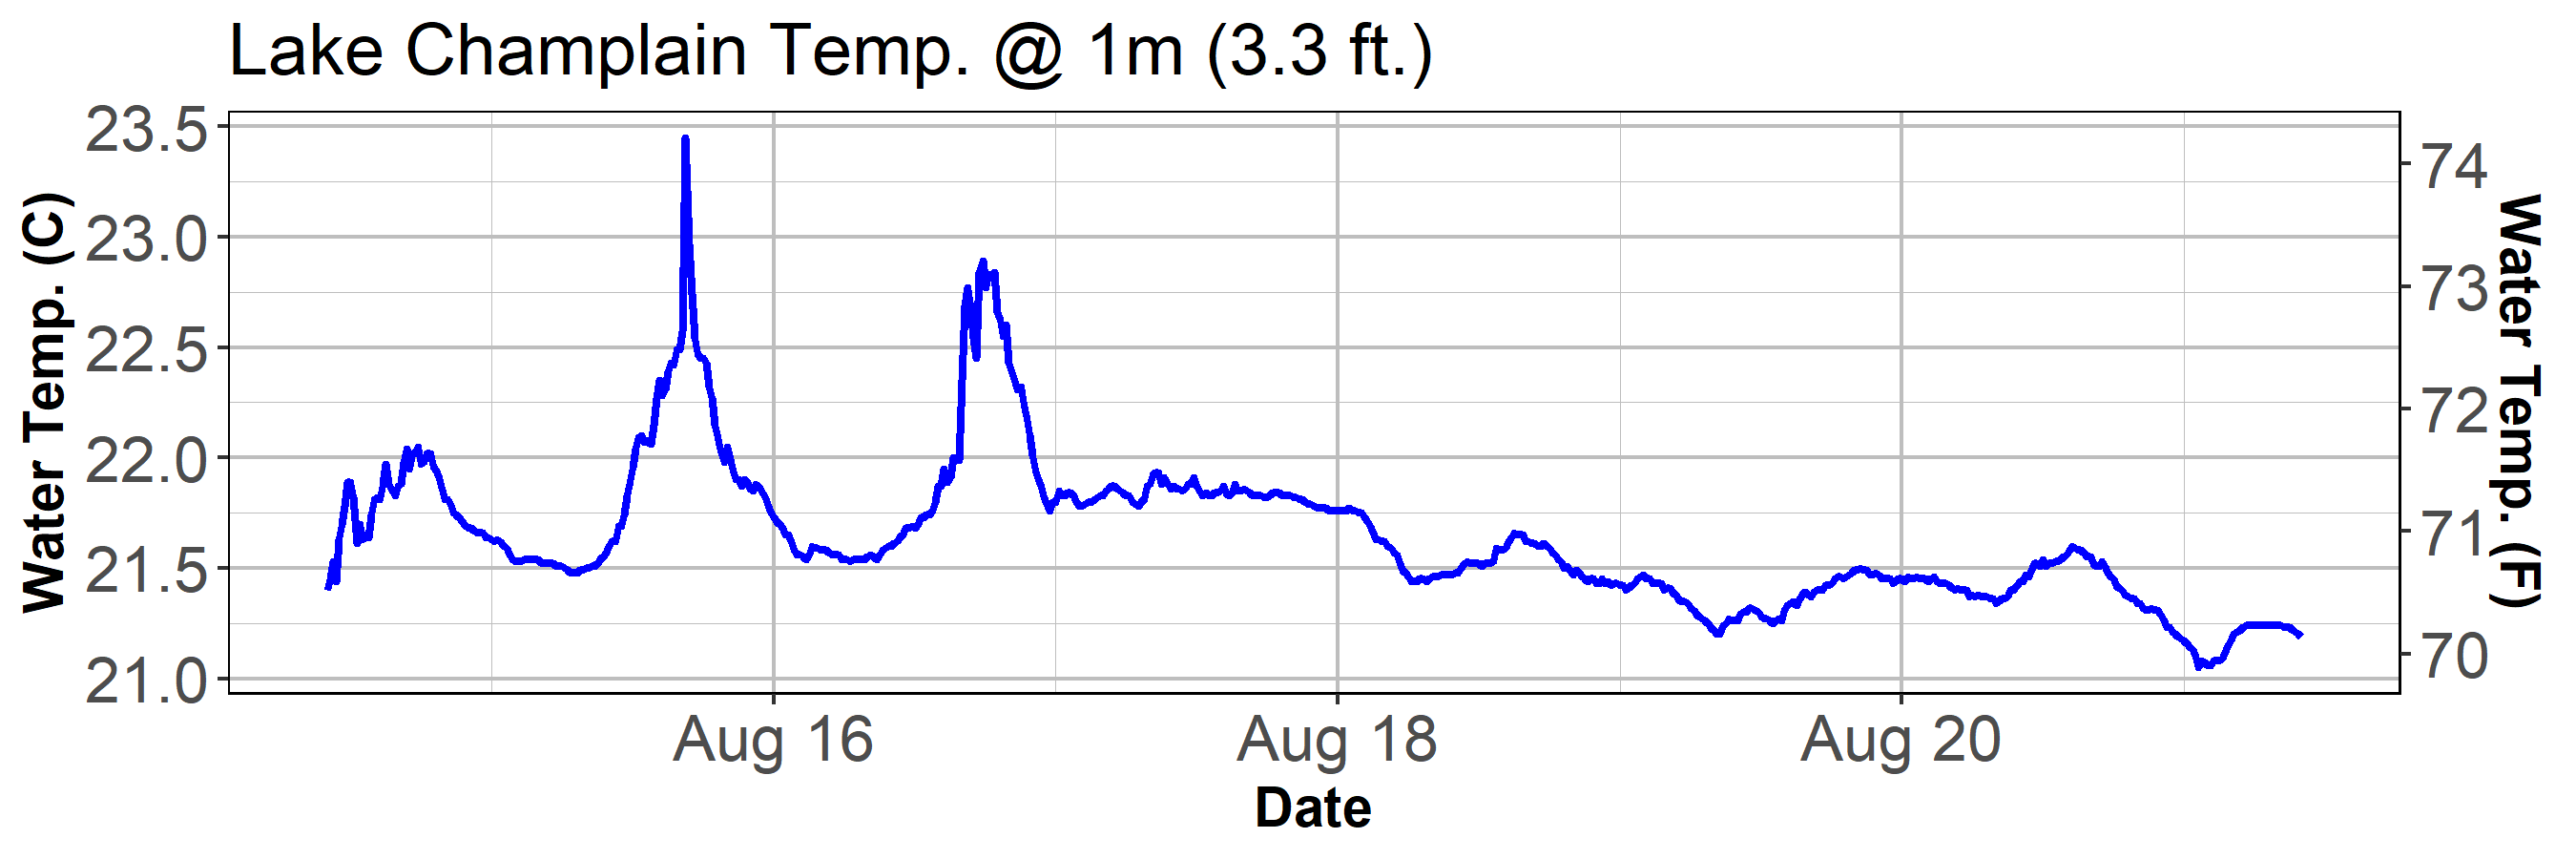 Lake Champlain Temp. @ 1m (3.3 ft.)
Water Temp. (C)
23.5
23.0
22.5
22.0
21.5
21.0
74
73
72
71
70
Water Temp. (F)
Aug 16 Aug 18 Aug 20
Date